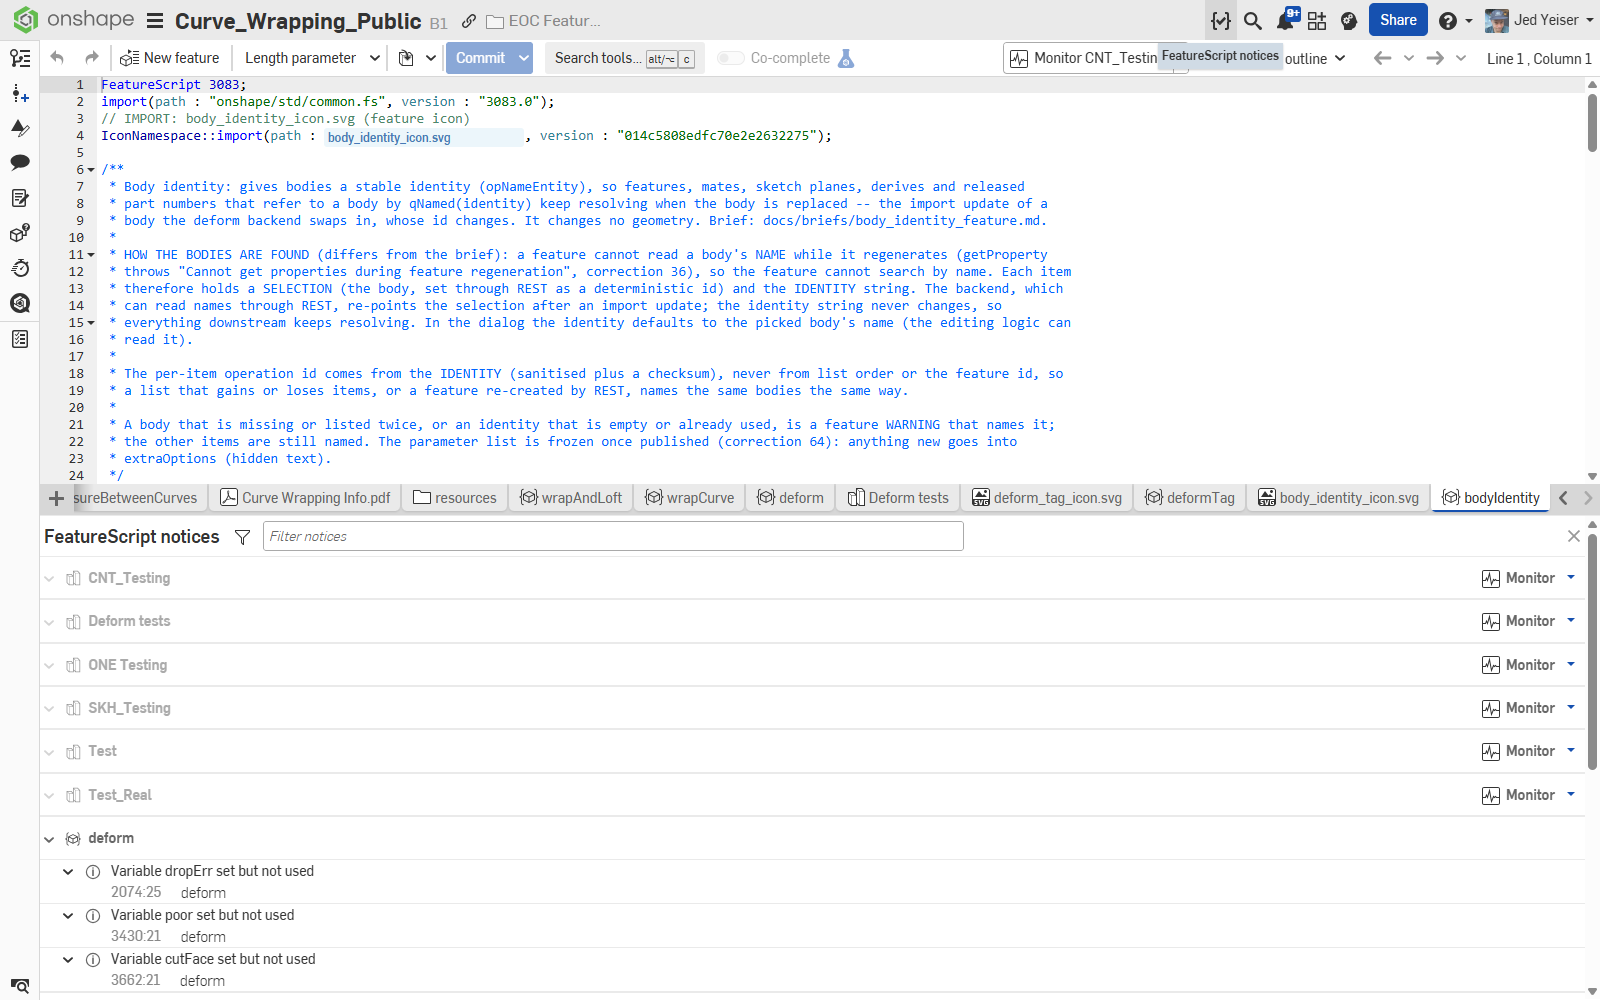 onshape Curve_Wrapping_Public B1 EOC Featur... 9+ Share Jed Yeiser
New feature Length parameter Commit Search tools... alt/⌥ c Co-complete Monitor CNT_Testin FeatureScript notices outline Line 1 , Column 1
1 FeatureScript 3083;
2 import(path : "onshape/std/common.fs", version : "3083.0");
3 // IMPORT: body_identity_icon.svg (feature icon)
4 IconNamespace::import(path : body_identity_icon.svg , version : "014c5808edfc70e2e2632275");
5
6 /**
7 * Body identity: gives bodies a stable identity (opNameEntity), so features, mates, sketch planes, derives and released
8 * part numbers that refer to a body by qNamed(identity) keep resolving when the body is replaced -- the import update of a
9 * body the deform backend swaps in, whose id changes. It changes no geometry. Brief: docs/briefs/body_identity_feature.md.
10 *
11 * HOW THE BODIES ARE FOUND (differs from the brief): a feature cannot read a body's NAME while it regenerates (getProperty
12 * throws "Cannot get properties during feature regeneration", correction 36), so the feature cannot search by name. Each item
13 * therefore holds a SELECTION (the body, set through REST as a deterministic id) and the IDENTITY string. The backend, which
14 * can read names through REST, re-points the selection after an import update; the identity string never changes, so
15 * everything downstream keeps resolving. In the dialog the identity defaults to the picked body's name (the editing logic can
16 * read it).
17 *
18 * The per-item operation id comes from the IDENTITY (sanitised plus a checksum), never from list order or the feature id, so
19 * a list that gains or loses items, or a feature re-created by REST, names the same bodies the same way.
20 *
21 * A body that is missing or listed twice, or an identity that is empty or already used, is a feature WARNING that names it;
22 * the other items are still named. The parameter list is frozen once published (correction 64): anything new goes into
23 * extraOptions (hidden text).
24 */
sureBetweenCurves Curve Wrapping Info.pdf resources wrapAndLoft wrapCurve deform Deform tests deform_tag_icon.svg deformTag body_identity_icon.svg bodyIdentity
FeatureScript notices Filter notices
CNT_Testing Monitor
Deform tests Monitor
ONE Testing Monitor
SKH_Testing Monitor
Test Monitor
Test_Real Monitor
deform
Variable dropErr set but not used
2074:25 deform
Variable poor set but not used
3430:21 deform
Variable cutFace set but not used
3662:21 deform